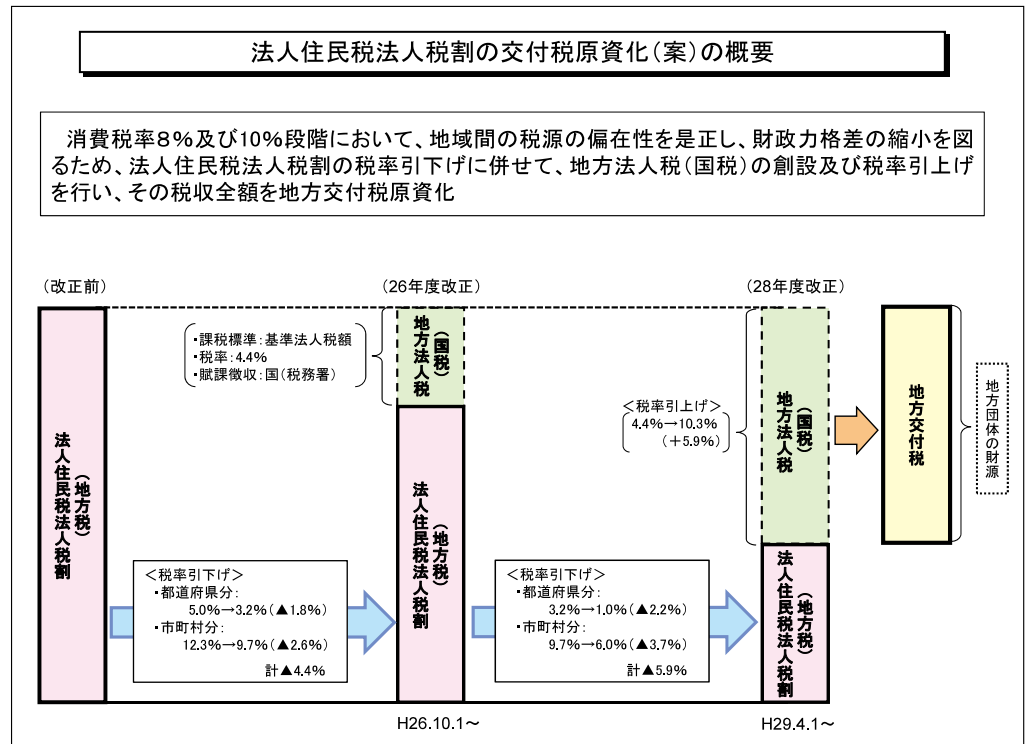 法人住民税法人税割の交付税原資化(案)の概要
消費税率8%及び10%段階において、地域間の税源の偏在性を是正し、財政力格差の縮小を図
るため、法人住民税法人税割の税率引下げに併せて、地方法人税(国税)の創設及び税率引上げ
を行い、その税収全額を地方交付税原資化
(改正前)
(26年度改正)
(28年度改正)
法人住民税法人税割
(地方税)
・課税標準:基準法人税額
・税率:4.4%
・賦課徴収:国(税務署)
地方法人税
(国税)
法人住民税法人税割
(地方税)
<税率引上げ>
4.4%→10.3%
(+5.9%)
地方法人税
(国税)
法人住民税法人税割
(地方税)
地方交付税
地方団体の財源
<税率引下げ>
・都道府県分:
5.0%→3.2%(▲1.8%)
・市町村分:
12.3%→9.7%(▲2.6%)
計▲4.4%
<税率引下げ>
・都道府県分:
3.2%→1.0%(▲2.2%)
・市町村分:
9.7%→6.0%(▲3.7%)
計▲5.9%
H26.10.1~
H29.4.1~